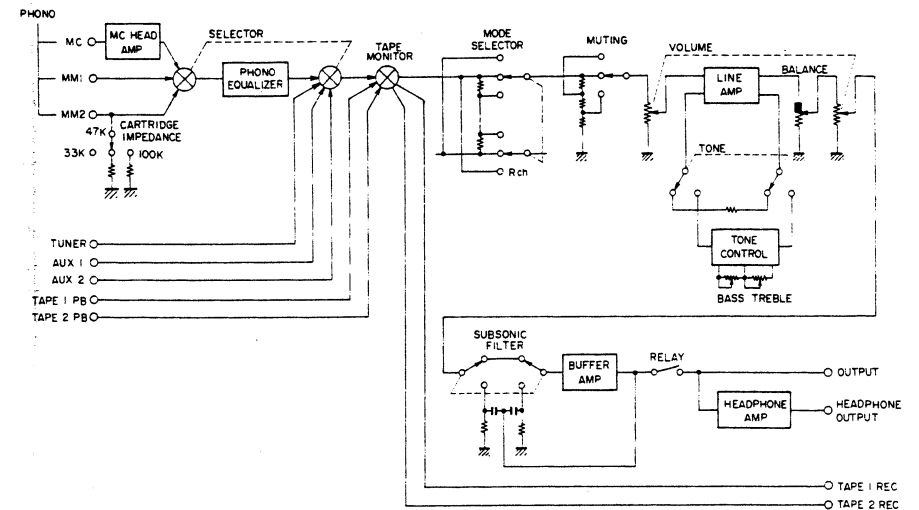 PHONO
MC
MC HEAD
AMP
SELECTOR
TAPE
MONITOR
MODE
SELECTOR
MUTING
VOLUME
MM1
PHONO
EQUALIZER
LINE
AMP
BALANCE
MM2
47K
CARTRIDGE
IMPEDANCE
33K
100K
Rch
TONE
TUNER
AUX 1
AUX 2
TAPE 1 PB
TAPE 2 PB
TONE
CONTROL
BASS TREBLE
SUBSONIC
FILTER
BUFFER
AMP
RELAY
OUTPUT
HEADPHONE
AMP
HEADPHONE
OUTPUT
TAPE 1 REC
TAPE 2 REC